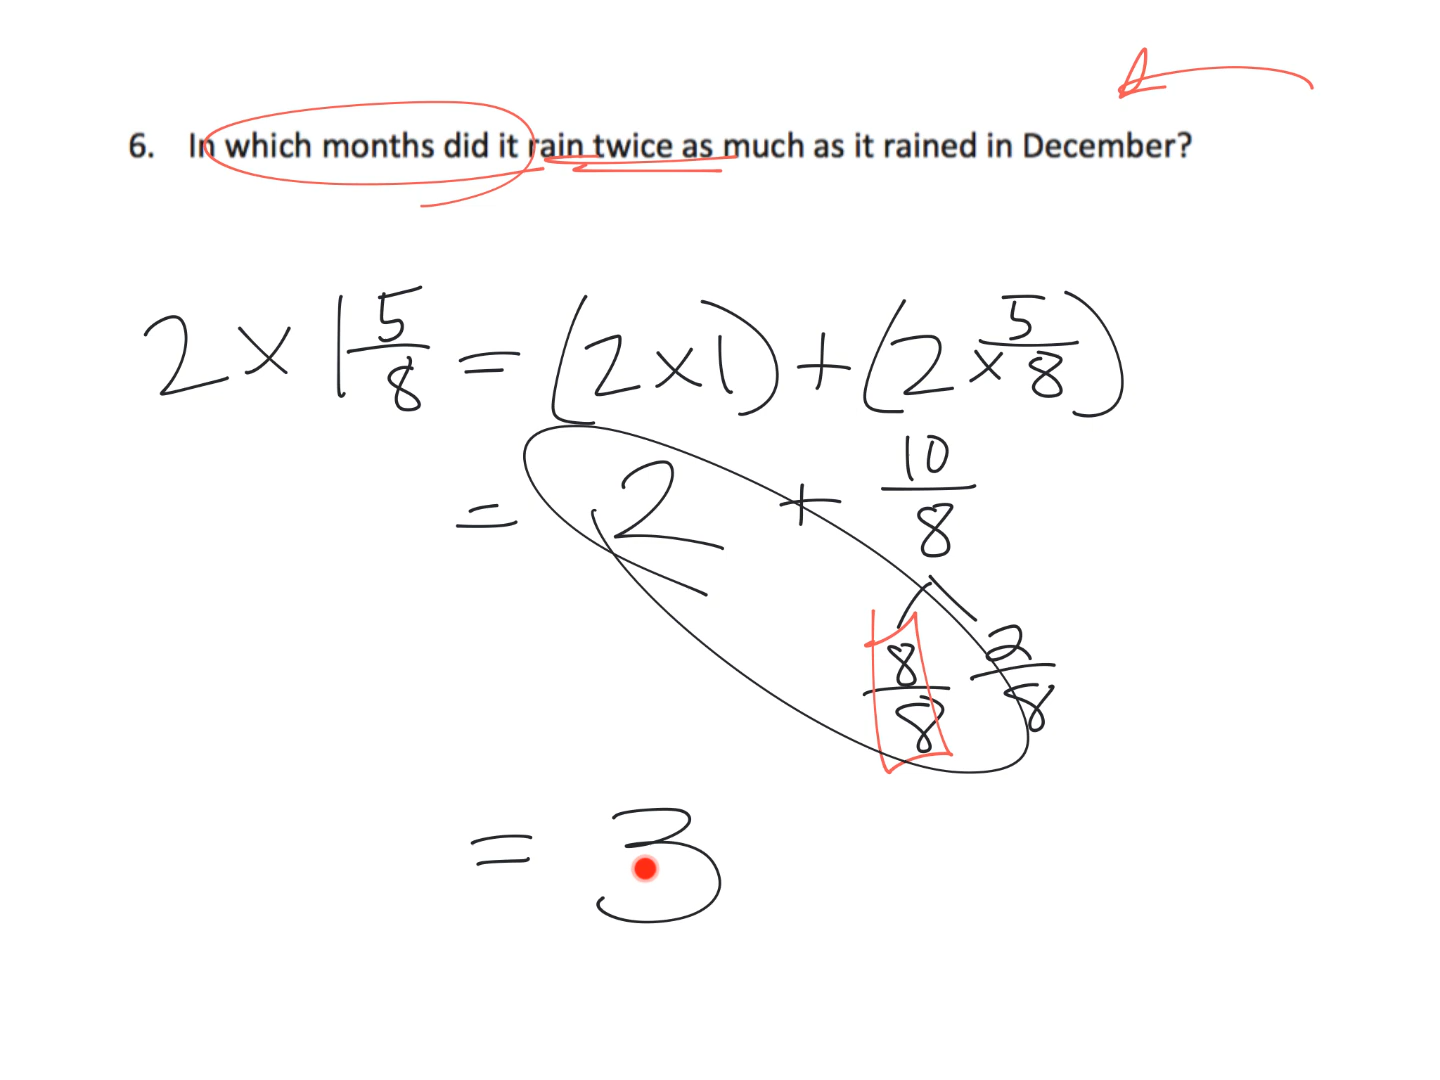 6. In which months did it rain twice as much as it rained in December?
2 × 1 5/8 = (2 × 1) + (2 × 5/8)
= 2 + 10/8
8/8 2/8
= 3